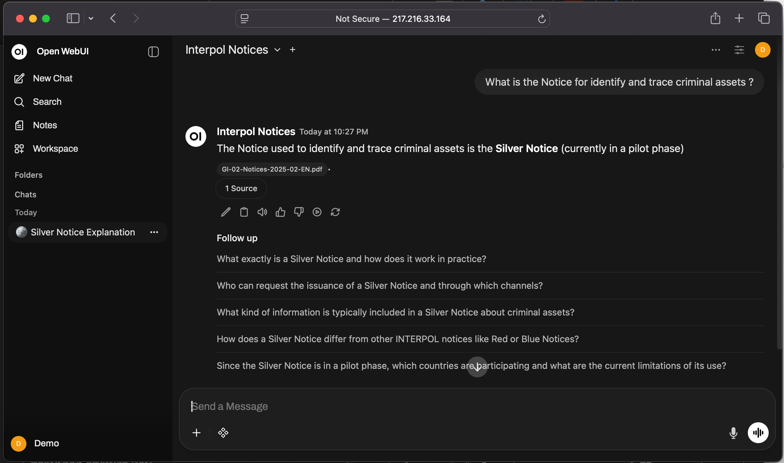 Not Secure — 217.216.33.164
OI Open WebUI
New Chat
Search
Notes
Workspace
Folders
Chats
Today
Silver Notice Explanation
Demo
D
Interpol Notices
D
What is the Notice for identify and trace criminal assets ?
OI Interpol Notices Today at 10:27 PM
The Notice used to identify and trace criminal assets is the Silver Notice (currently in a pilot phase)
GI-02-Notices-2025-02-EN.pdf .
1 Source
Follow up
What exactly is a Silver Notice and how does it work in practice?
Who can request the issuance of a Silver Notice and through which channels?
What kind of information is typically included in a Silver Notice about criminal assets?
How does a Silver Notice differ from other INTERPOL notices like Red or Blue Notices?
Since the Silver Notice is in a pilot phase, which countries are participating and what are the current limitations of its use?
Send a Message